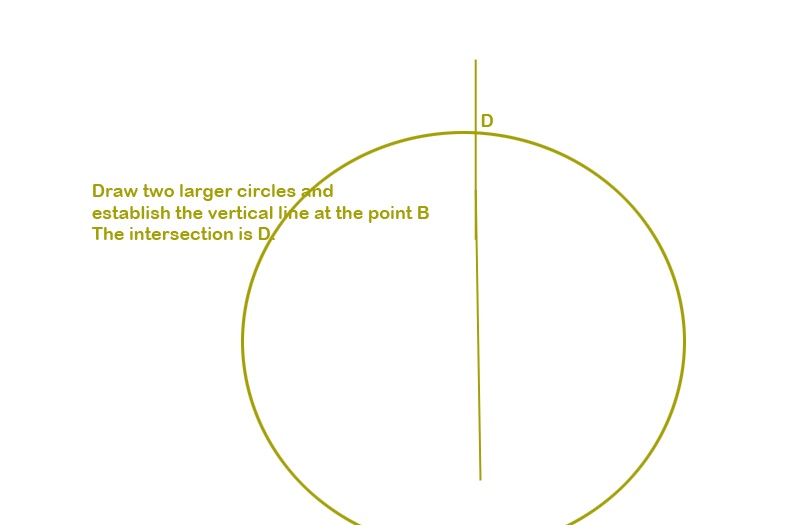 D
Draw two larger circles and
establish the vertical line at the point B
The intersection is D.